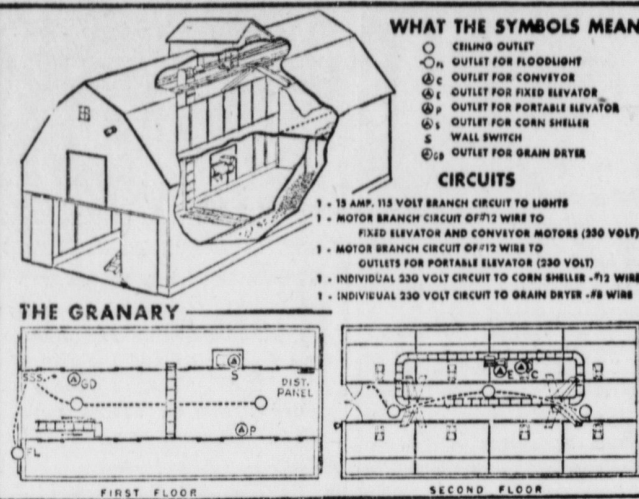 WHAT THE SYMBOLS MEAN
CEILING OUTLET
FL OUTLET FOR FLOODLIGHT
C OUTLET FOR CONVEYOR
E OUTLET FOR FIXED ELEVATOR
P OUTLET FOR PORTABLE ELEVATOR
S OUTLET FOR CORN SHELLER
S WALL SWITCH
GD OUTLET FOR GRAIN DRYER
CIRCUITS
1 - 15 AMP. 115 VOLT BRANCH CIRCUIT TO LIGHTS
1 - MOTOR BRANCH CIRCUIT OF #12 WIRE TO
FIXED ELEVATOR AND CONVEYOR MOTORS (230 VOLT)
1 - MOTOR BRANCH CIRCUIT OF #12 WIRE TO
OUTLETS FOR PORTABLE ELEVATOR (230 VOLT)
1 - INDIVIDUAL 230 VOLT CIRCUIT TO CORN SHELLER - #12 WIRE
1 - INDIVIDUAL 230 VOLT CIRCUIT TO GRAIN DRYER - #8 WIRE
THE GRANARY
SSS
GD
S
DIST.
PANEL
P
FL
E
C
FIRST FLOOR
SECOND FLOOR